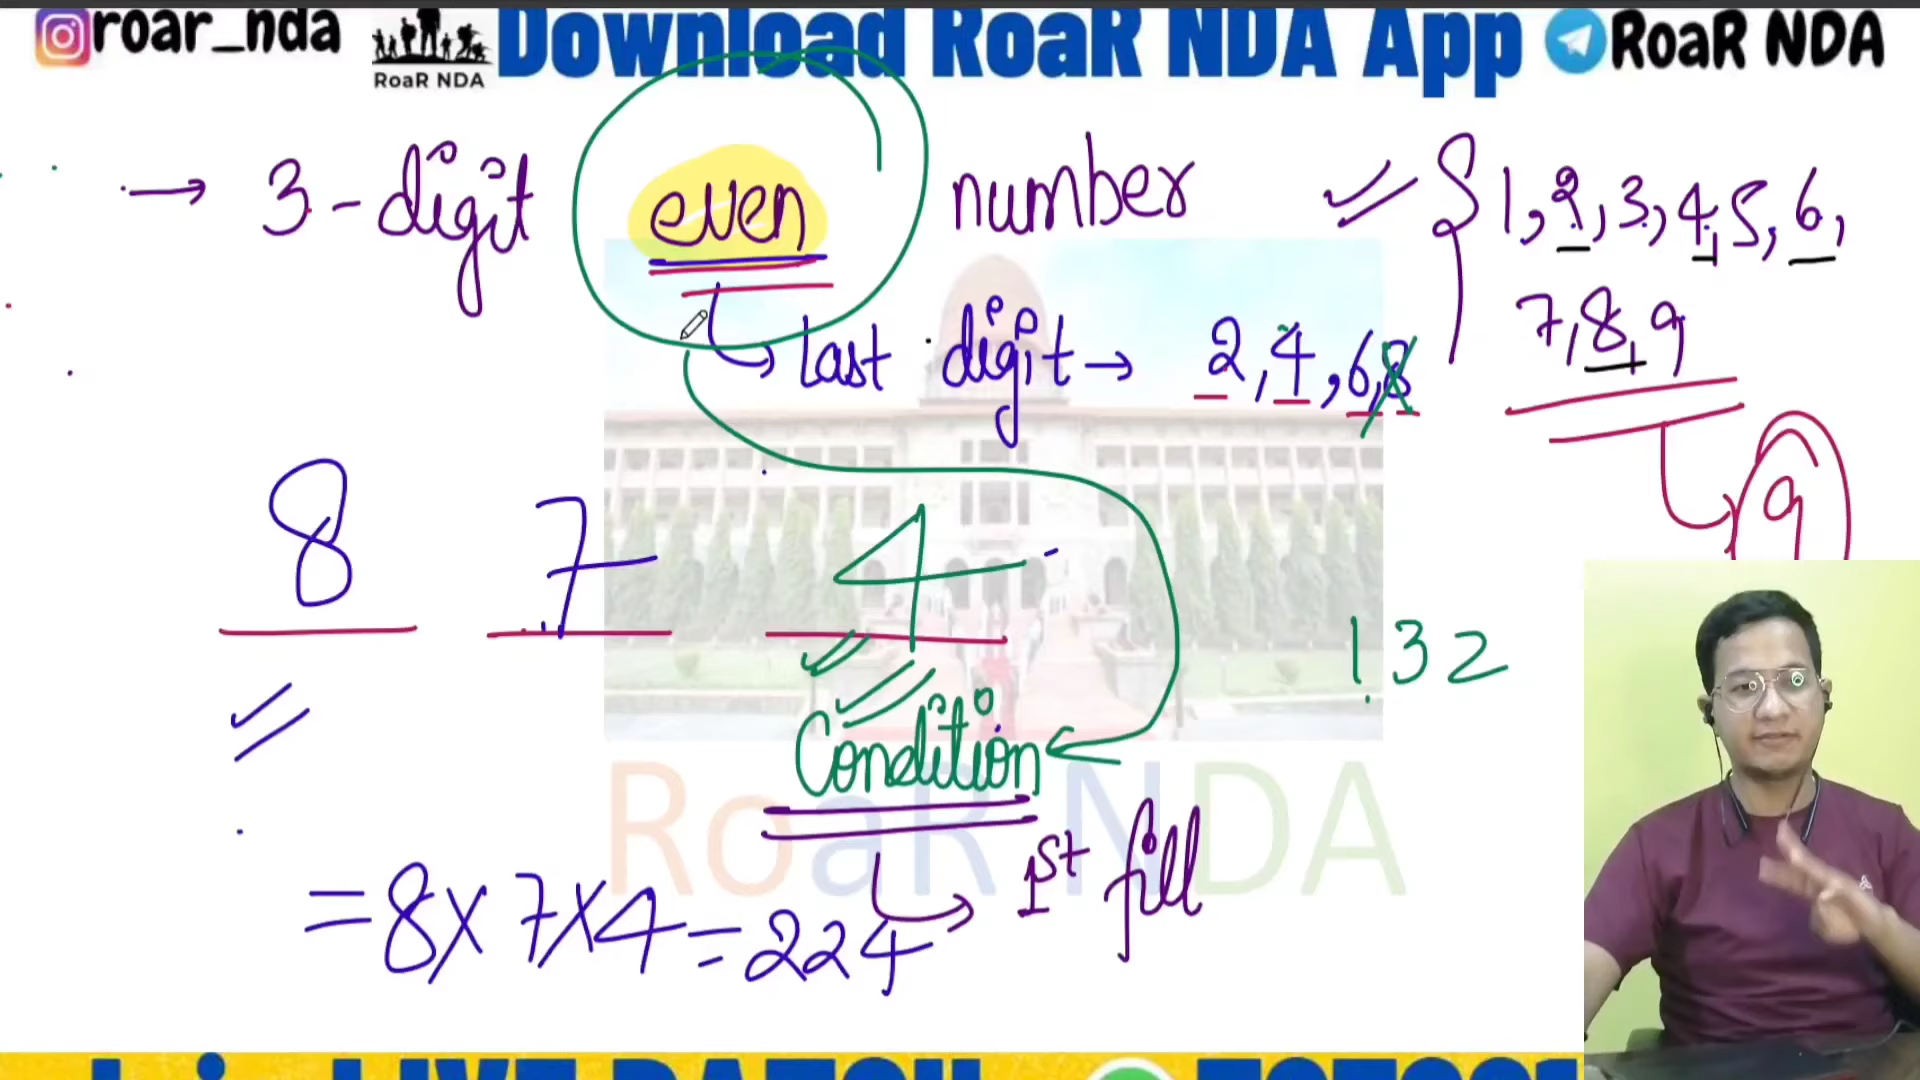 roar_nda RoaR NDA Download RoaR NDA App RoaR NDA
→ 3-digit even number {1, 2, 3, 4, 5, 6,
7, 8, 9
Last digit → 2, 4, 6, 8
9
8 7 4
132
Condition
1st fill
= 8 × 7 × 4 = 224
RoaR NDA